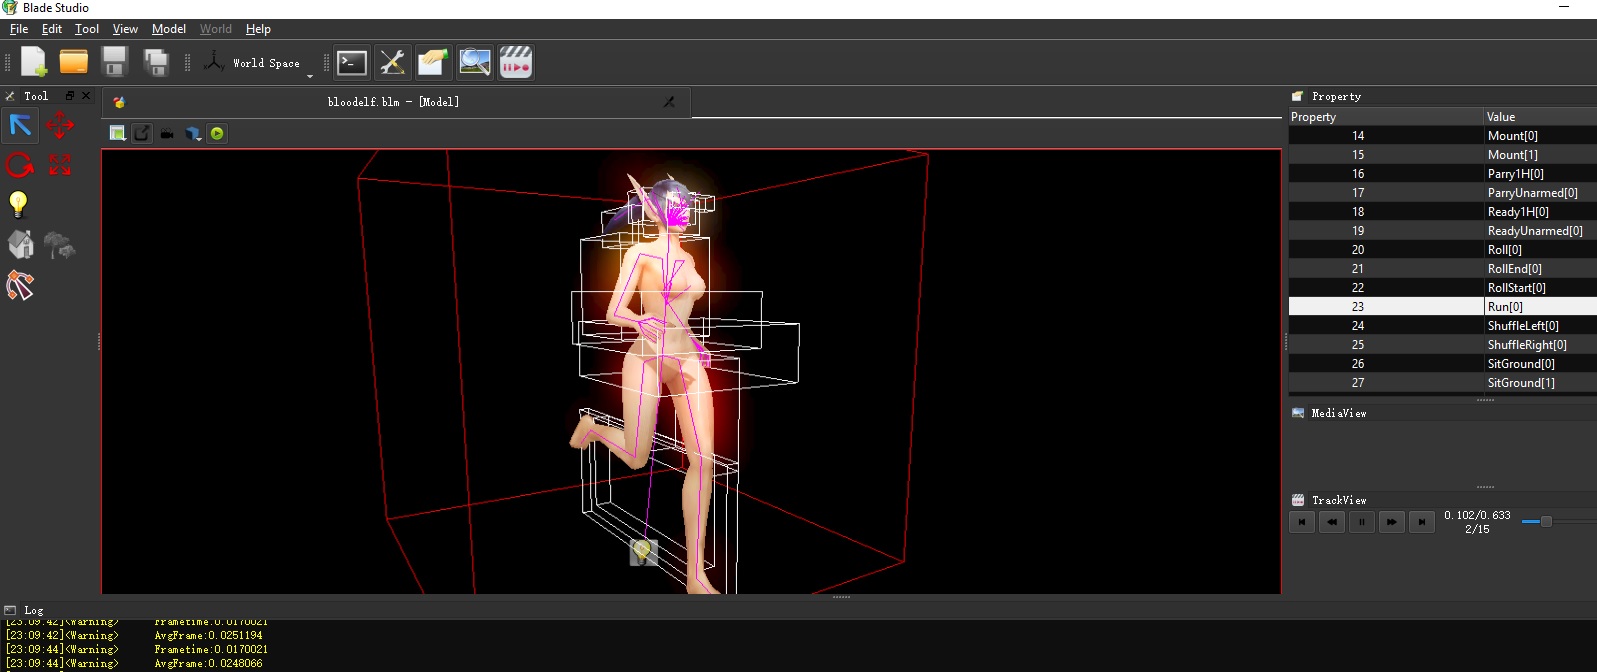 Blade Studio
File Edit Tool View Model World Help
World Space
Tool
bloodelf.blm - [Model]
Property
Property Value
14 Mount[0]
15 Mount[1]
16 Parry1H[0]
17 ParryUnarmed[0]
18 Ready1H[0]
19 ReadyUnarmed[0]
20 Roll[0]
21 RollEnd[0]
22 RollStart[0]
23 Run[0]
24 ShuffleLeft[0]
25 ShuffleRight[0]
26 SitGround[0]
27 SitGround[1]
MediaView
TrackView
0.102/0.633
2/15
Log
[23:09:42]<Warning> Frametime:0.0170021
[23:09:42]<Warning> AvgFrame:0.0251194
[23:09:44]<Warning> Frametime:0.0170021
[23:09:44]<Warning> AvgFrame:0.0248066